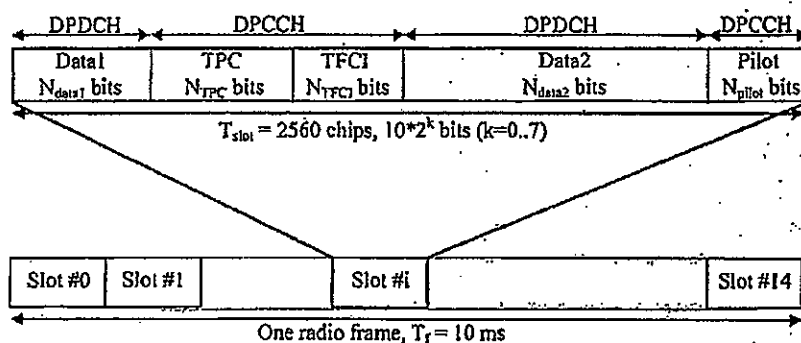 DPDCH DPCCH DPDCH DPCCH
Data1 TPC TFCI Data2 Pilot
N_data1 bits N_TPC bits N_TFCI bits N_data2 bits N_pilot bits
T_slot = 2560 chips, 10*2^k bits (k=0..7)
Slot #0 Slot #1 Slot #i Slot #14
One radio frame, T_f = 10 ms